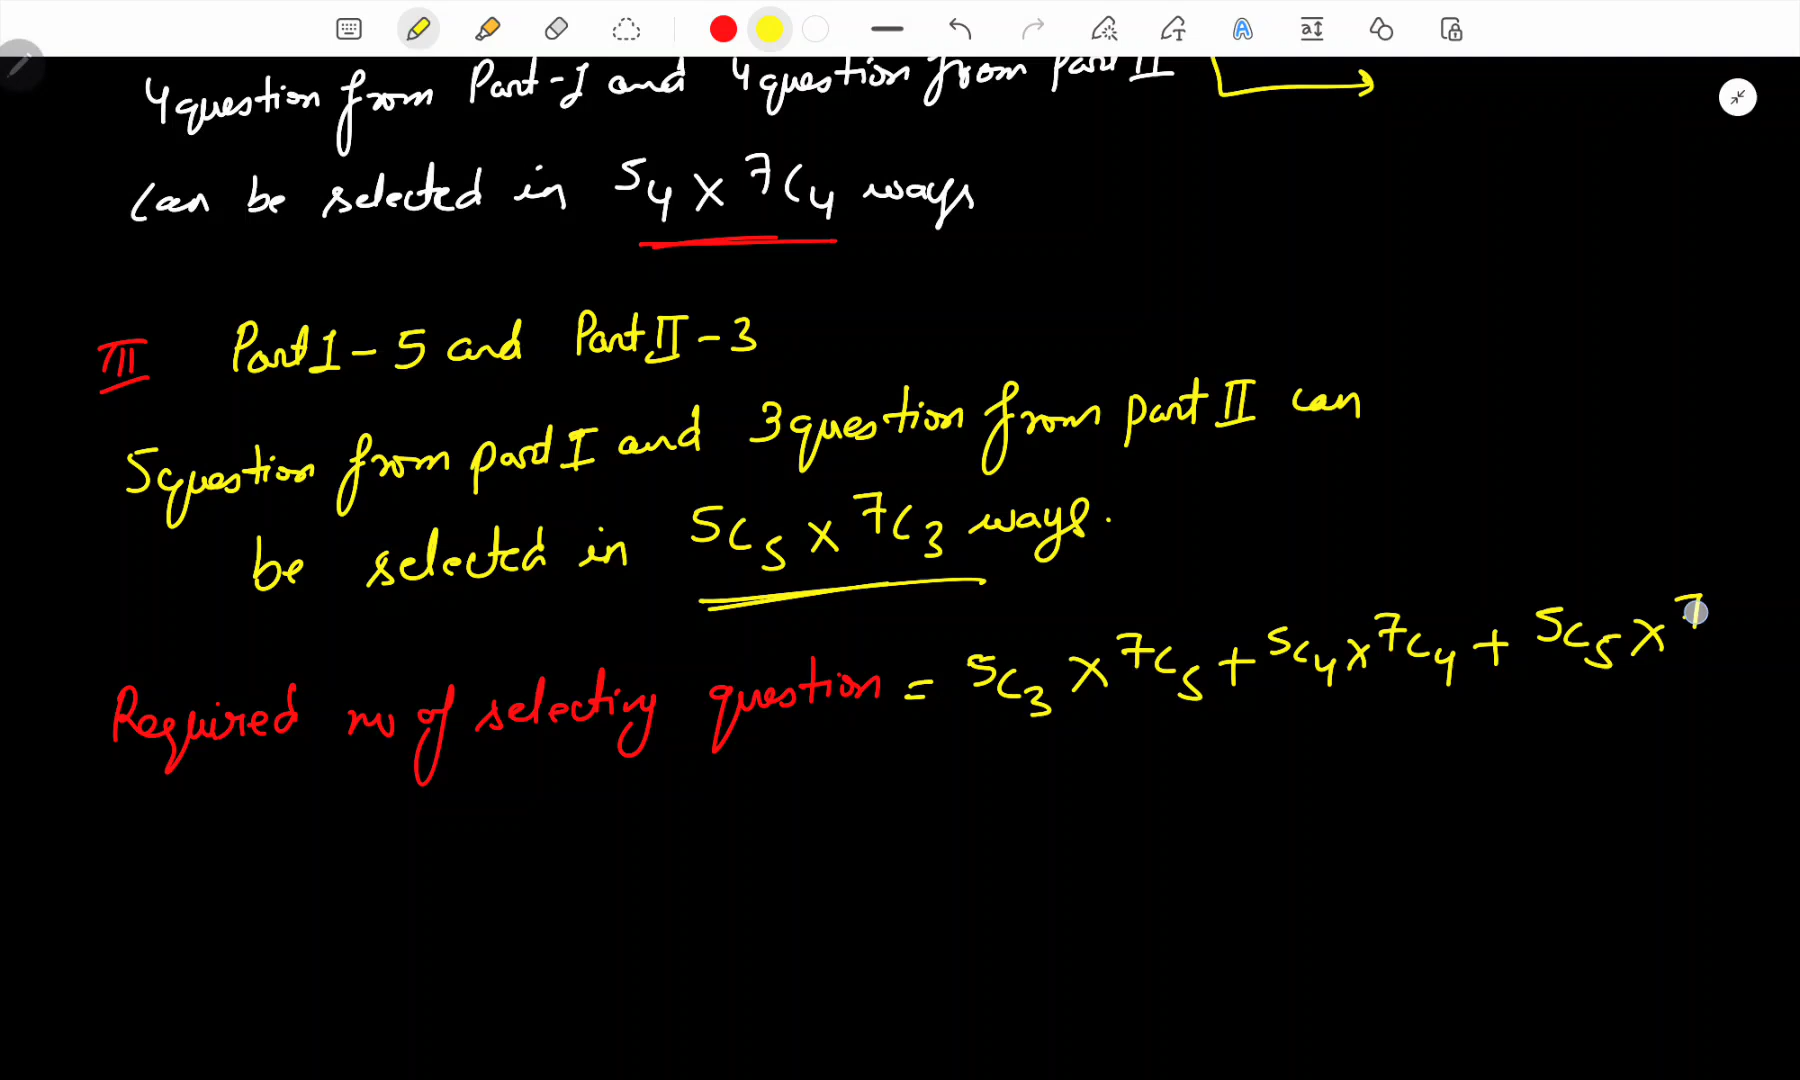 4 question from Part-I and 4 question from part II
can be selected in ⁵₄ × ⁷C₄ ways
III Part I - 5 and Part II - 3
5 question from part I and 3 question from part II can
be selected in ⁵C₅ × ⁷C₃ ways.
Required no of selecting question = ⁵C₃ × ⁷C₅ + ⁵C₄ × ⁷C₄ + ⁵C₅ × ⁷